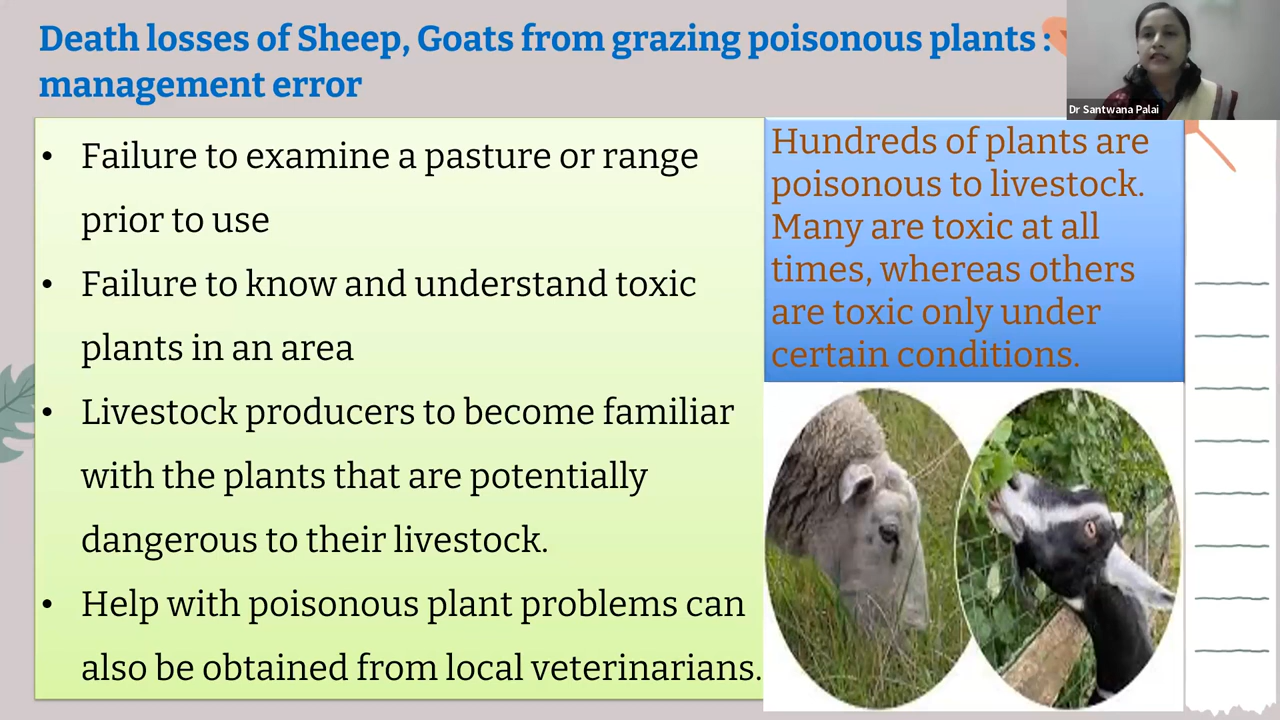 Death losses of Sheep, Goats from grazing poisonous plants :
management error
Dr Santwana Palai
• Failure to examine a pasture or range
prior to use
• Failure to know and understand toxic
plants in an area
• Livestock producers to become familiar
with the plants that are potentially
dangerous to their livestock.
• Help with poisonous plant problems can
also be obtained from local veterinarians.
Hundreds of plants are
poisonous to livestock.
Many are toxic at all
times, whereas others
are toxic only under
certain conditions.